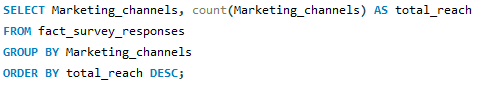 SELECT Marketing_channels, count(Marketing_channels) AS total_reach
FROM fact_survey_responses
GROUP BY Marketing_channels
ORDER BY total_reach DESC;